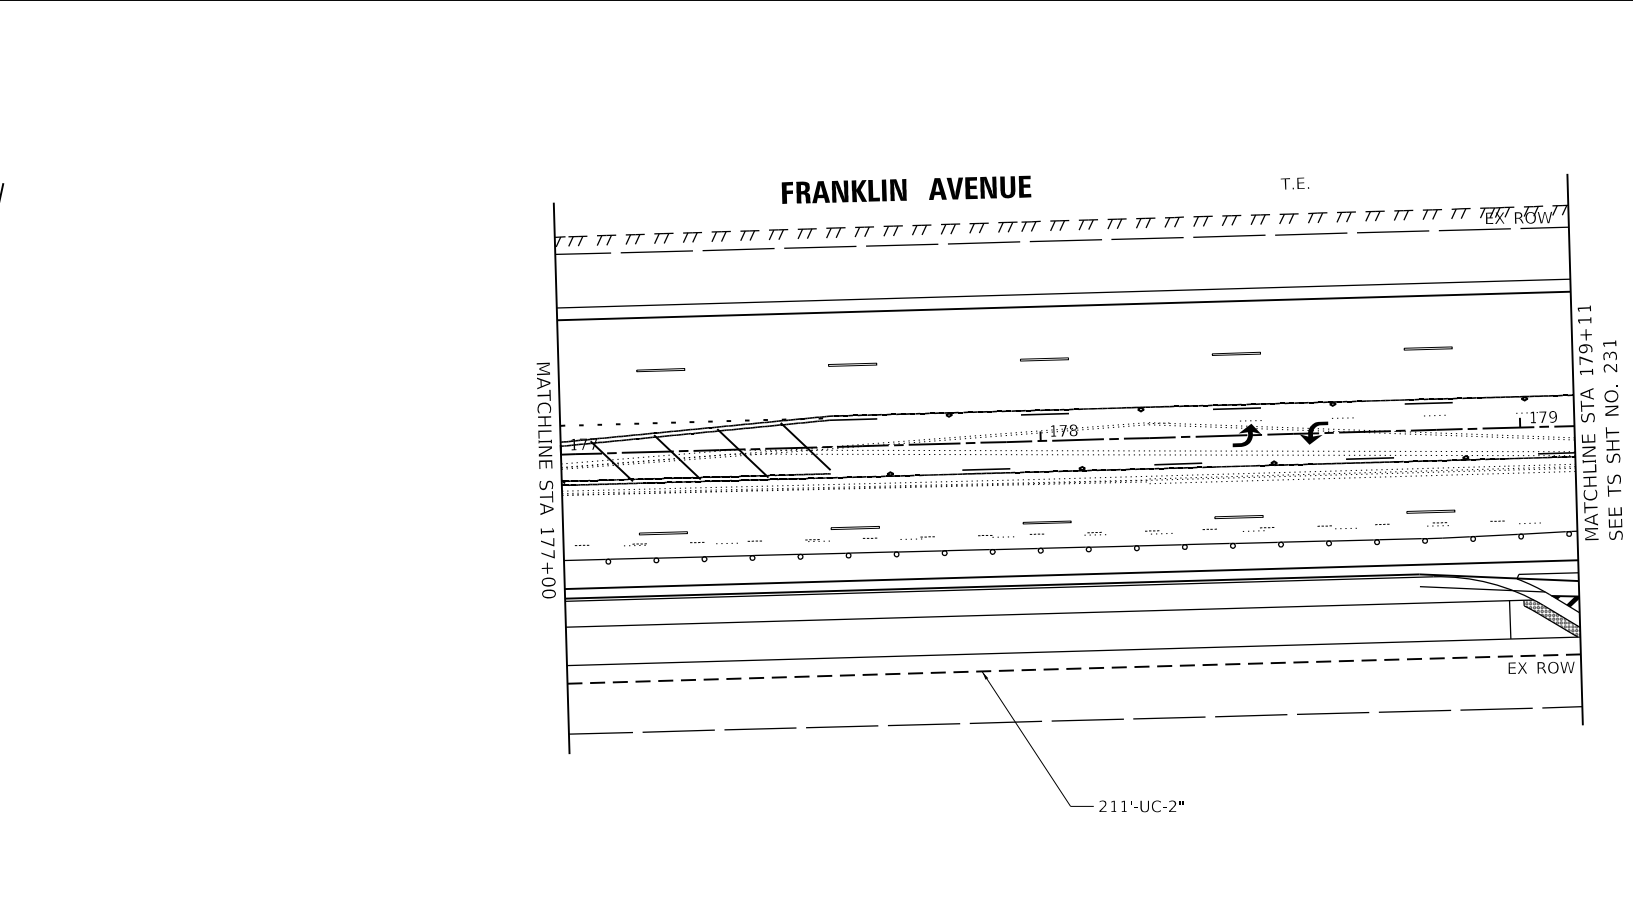 FRANKLIN AVENUE
T.E.
EX ROW
MATCHLINE STA 177+00
177
178
179
MATCHLINE STA 179+11
SEE TS SHT NO. 231
EX ROW
211'-UC-2"